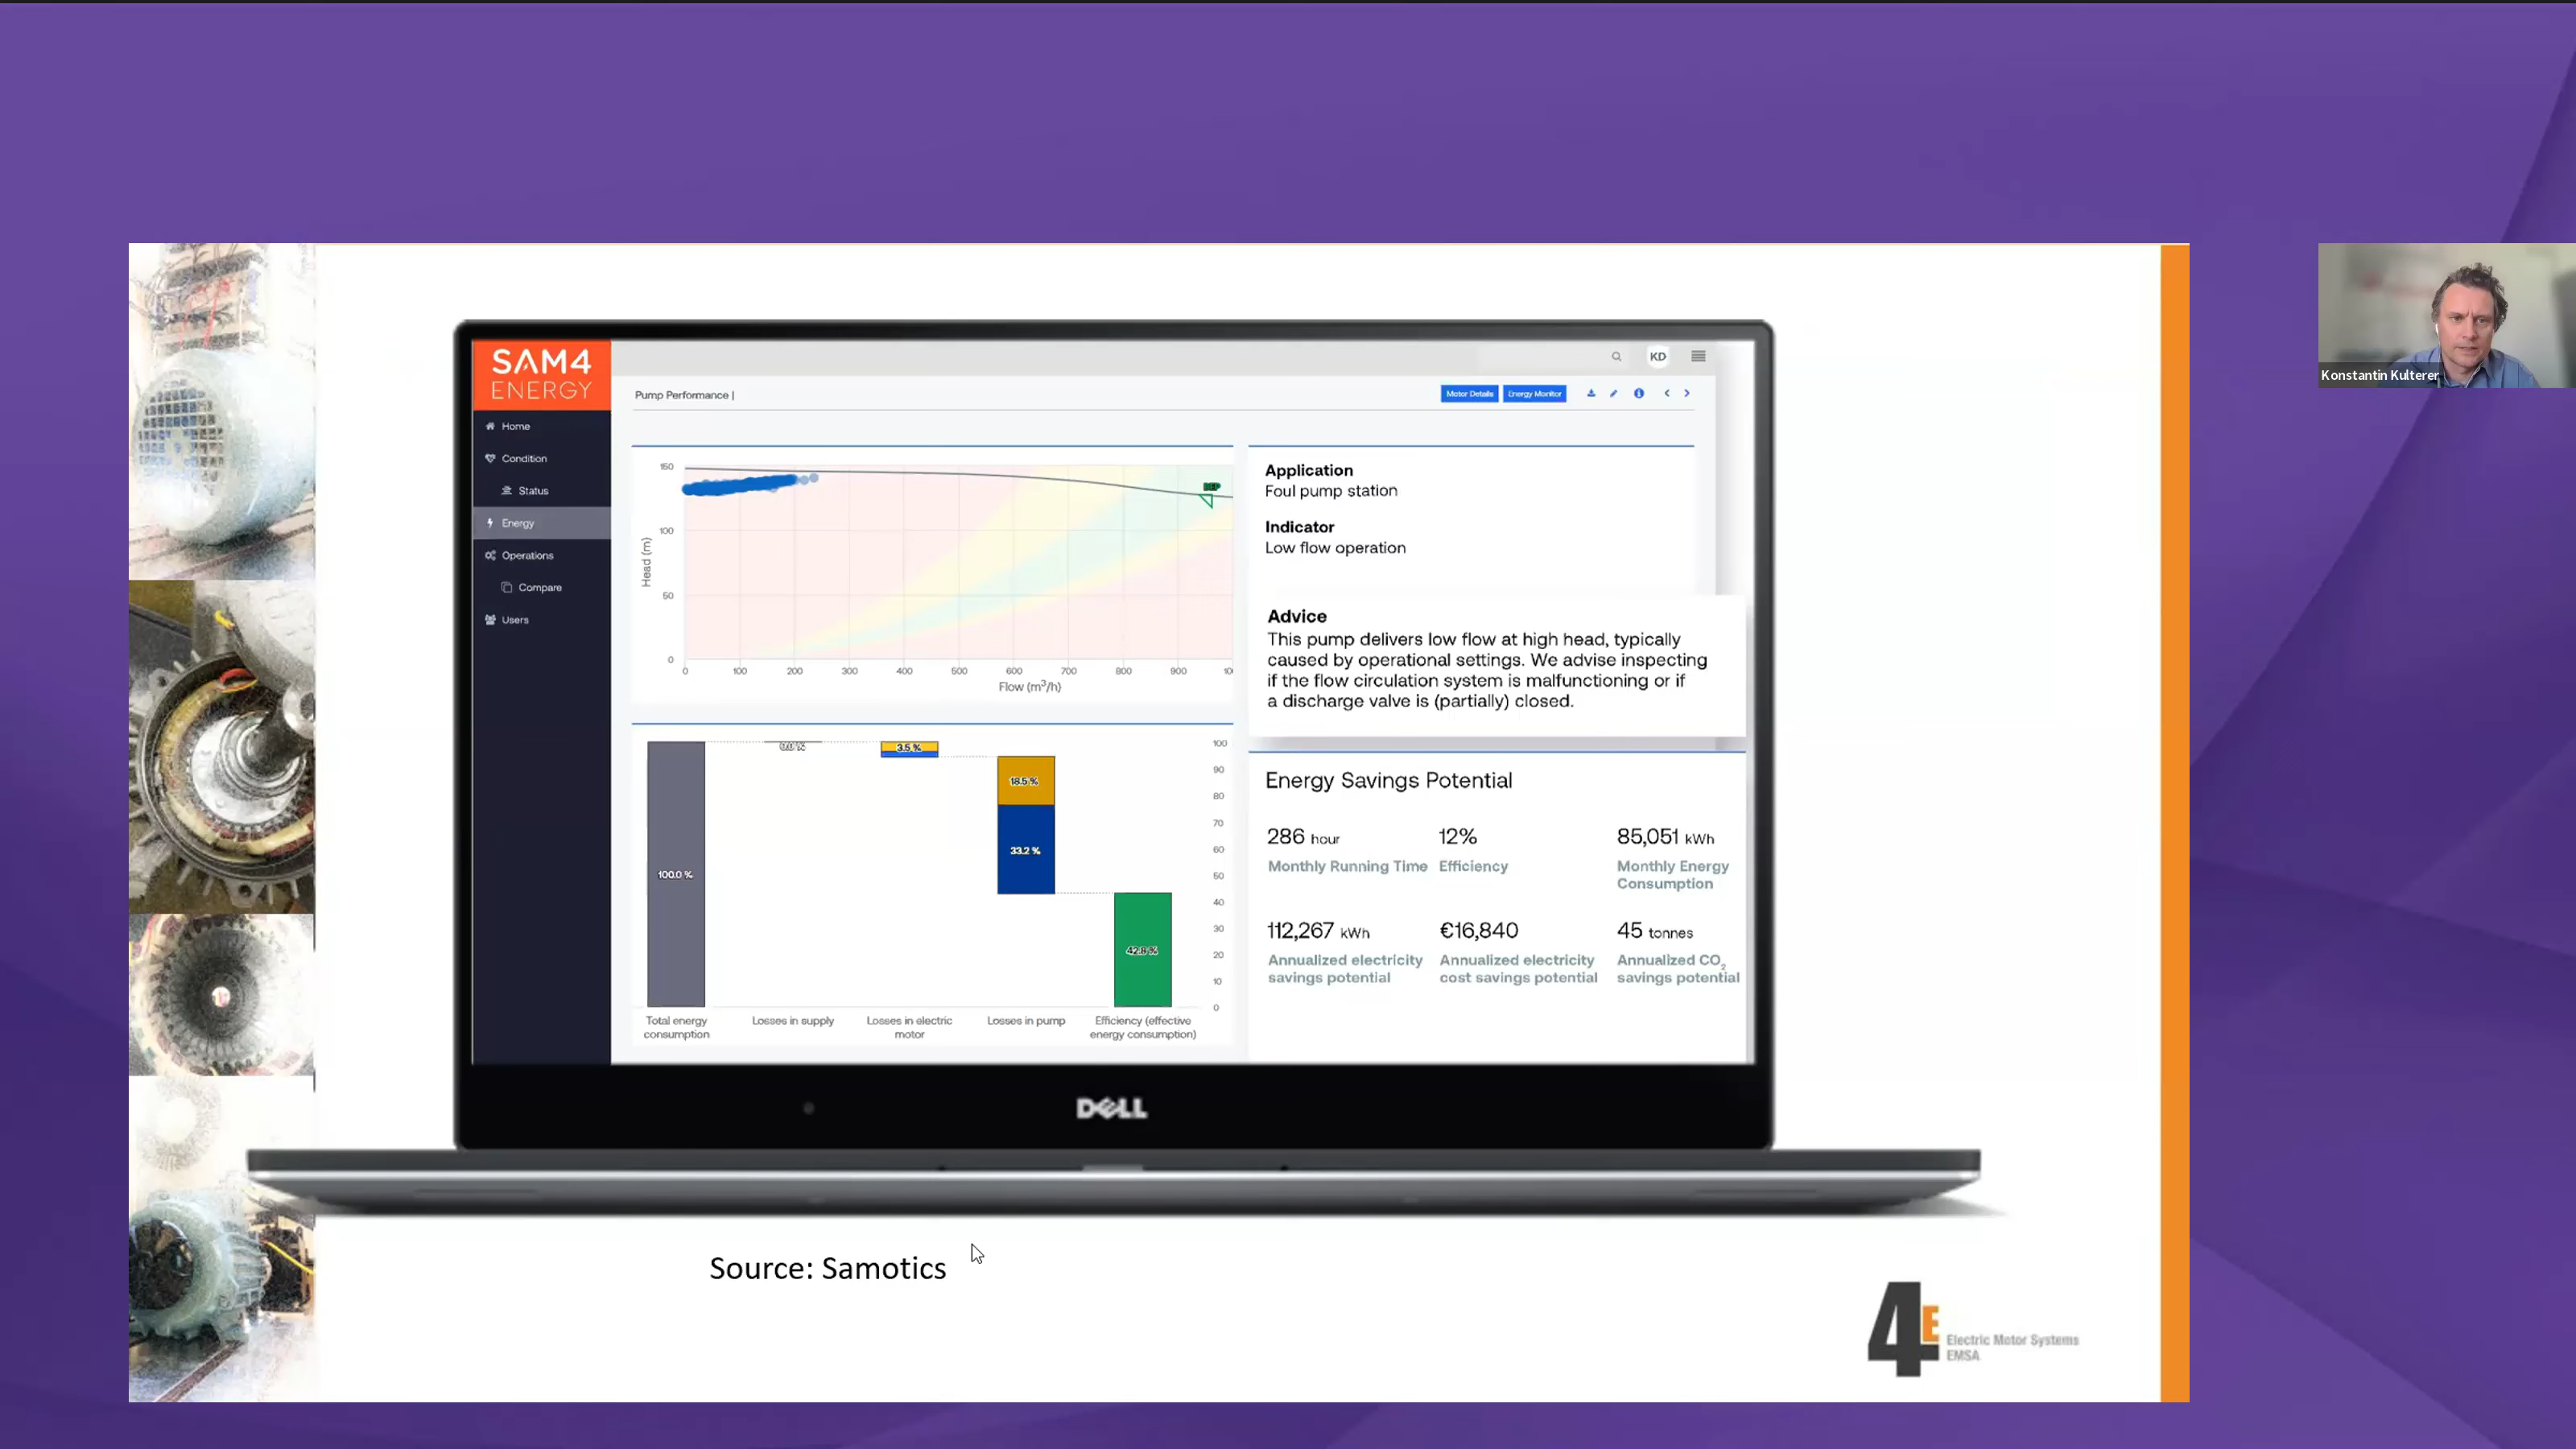 Konstantin Kulterer
SAM4
ENERGY
KD
Home
Condition
Status
Energy
Operations
Compare
Users
Pump Performance |
Motor Details
Energy Monitor
150
100
50
0
Head (m)
BEP
0 100 200 300 400 500 600 700 800 900 10
Flow (m³/h)
Application
Foul pump station
Indicator
Low flow operation
Advice
This pump delivers low flow at high head, typically
caused by operational settings. We advise inspecting
if the flow circulation system is malfunctioning or if
a discharge valve is (partially) closed.
100.0 %
3.5 %
18.5 %
33.2 %
42.8 %
100
90
80
70
60
50
40
30
20
10
0
Total energy
consumption
Losses in supply
Losses in electric
motor
Losses in pump
Efficiency (effective
energy consumption)
Energy Savings Potential
286 hour
Monthly Running Time
12%
Efficiency
85,051 kWh
Monthly Energy
Consumption
112,267 kWh
Annualized electricity
savings potential
€16,840
Annualized electricity
cost savings potential
45 tonnes
Annualized CO₂
savings potential
DELL
Source: Samotics
4E
Electric Motor Systems
EMSA